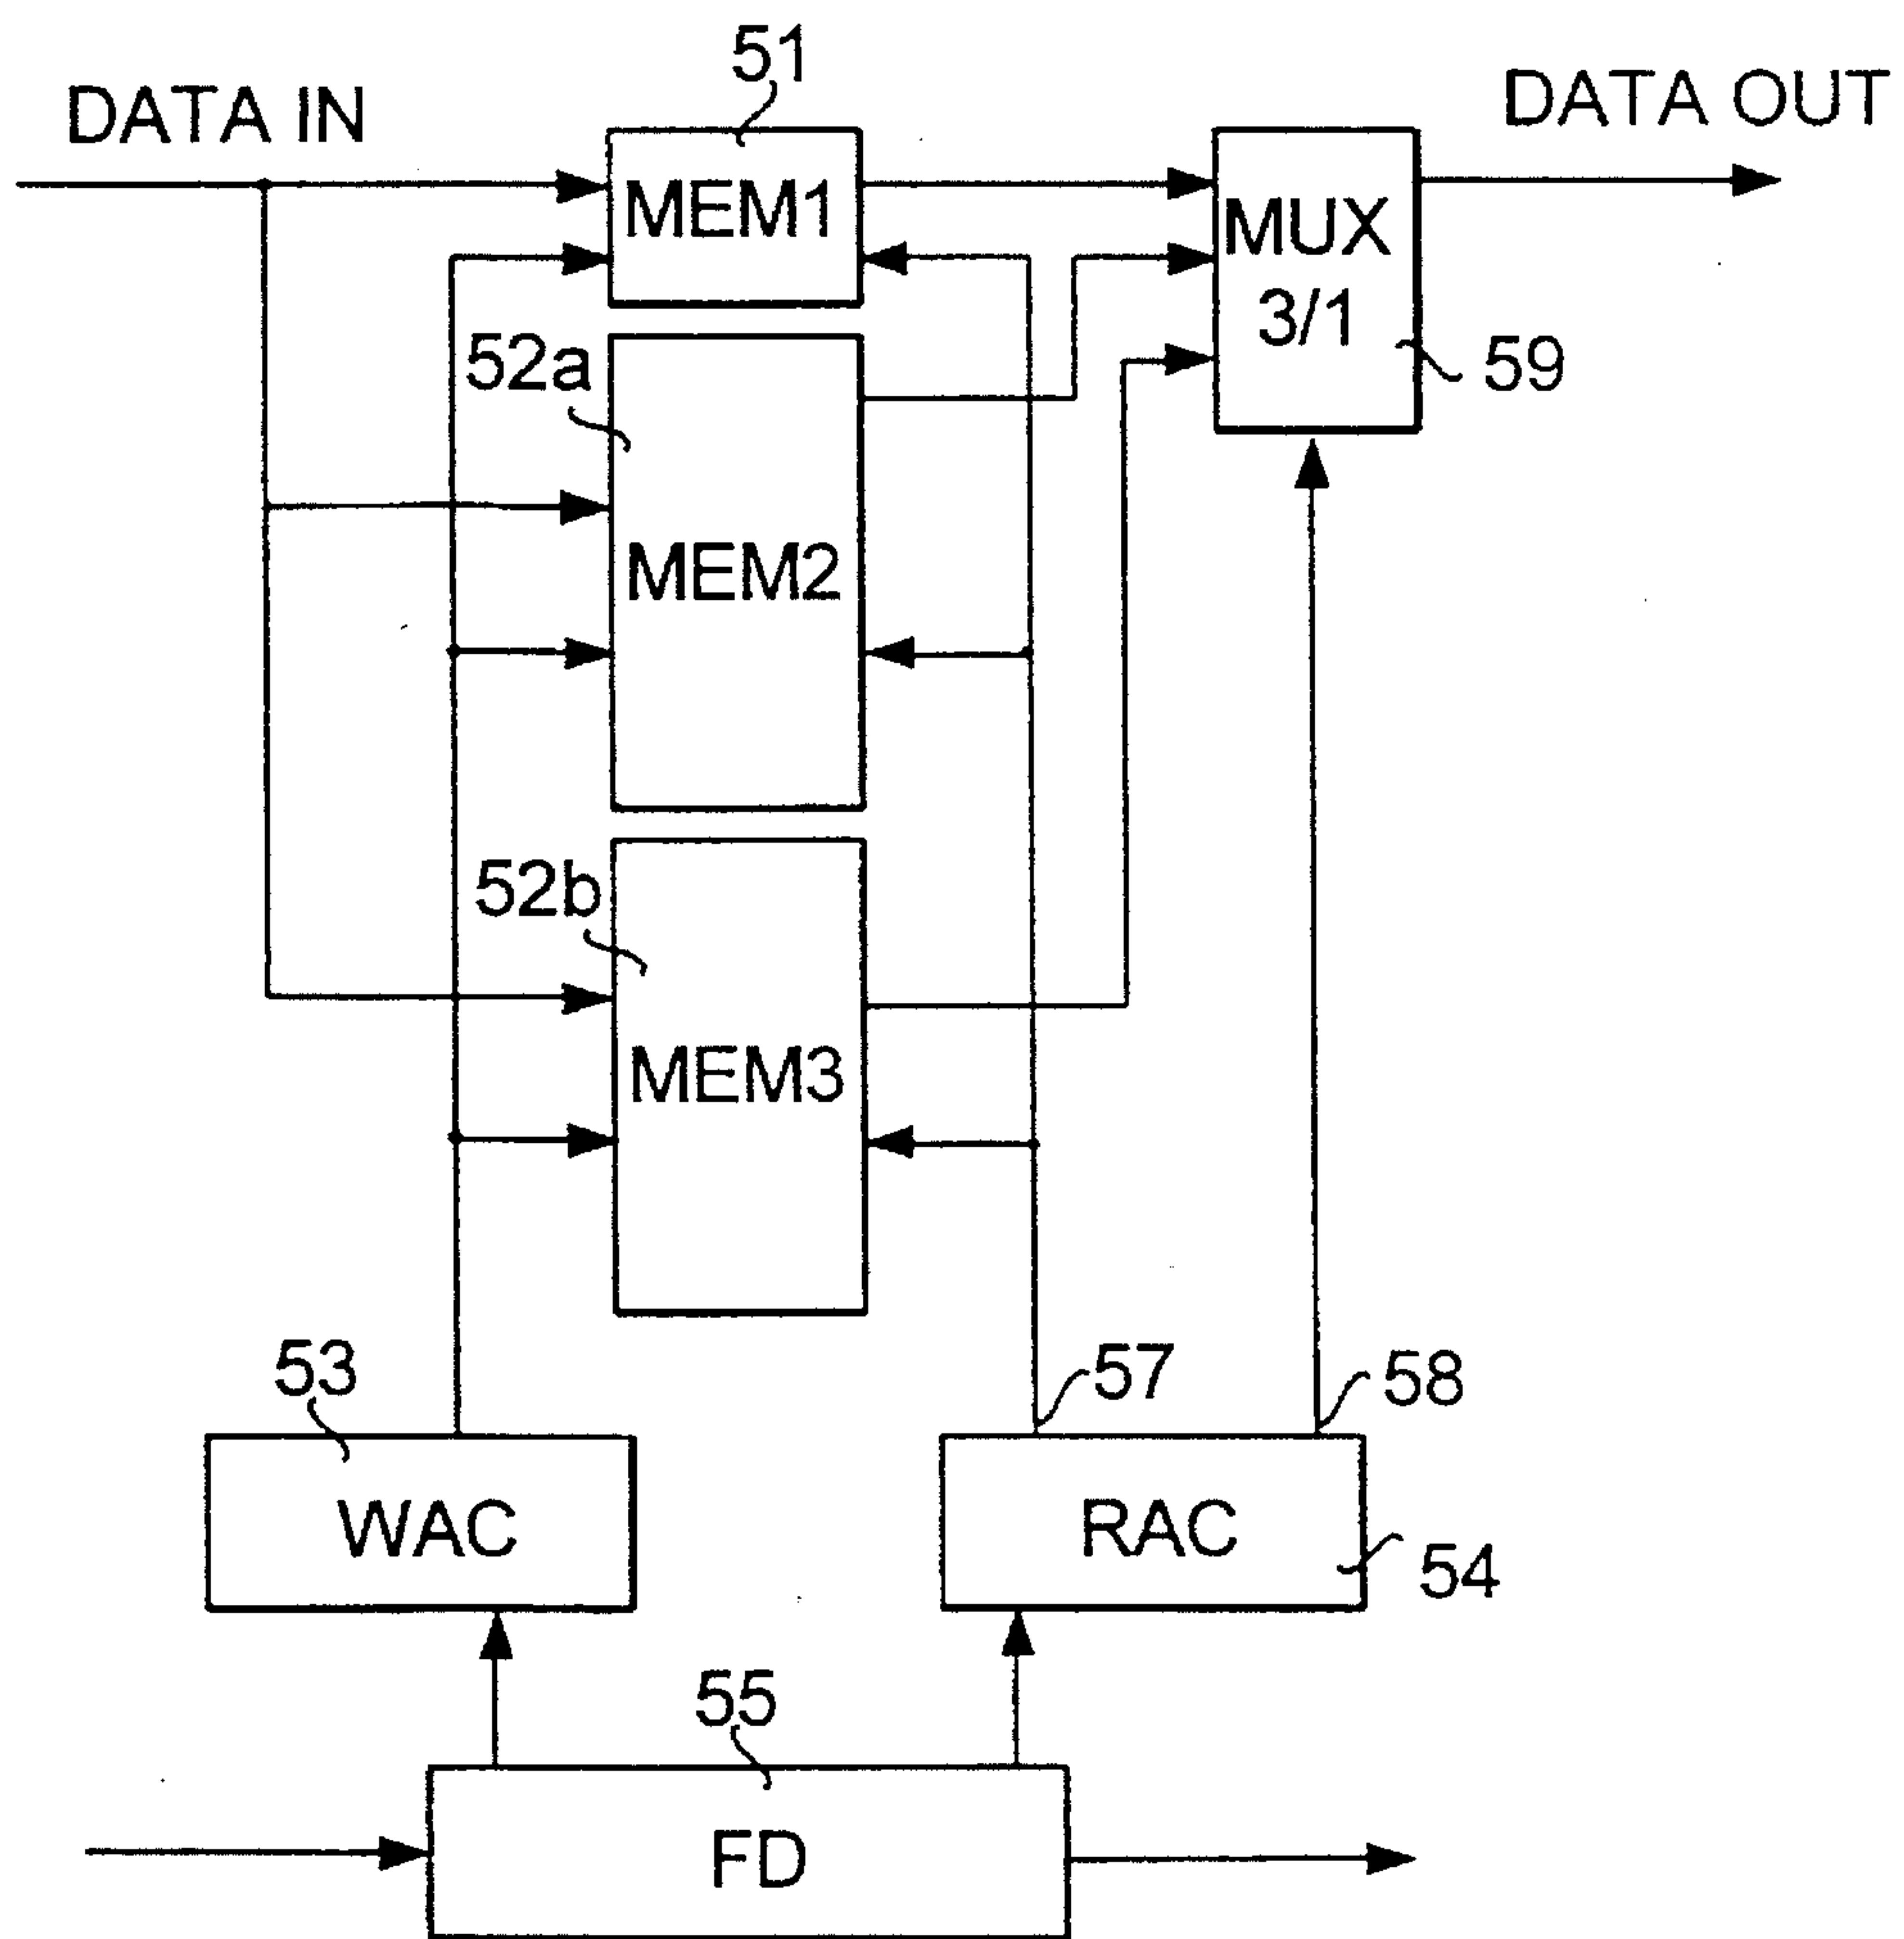 51
DATA IN
DATA OUT
MEM1
MUX
3/1
52a
59
MEM2
52b
MEM3
53
57
58
WAC
RAC
54
55
FD